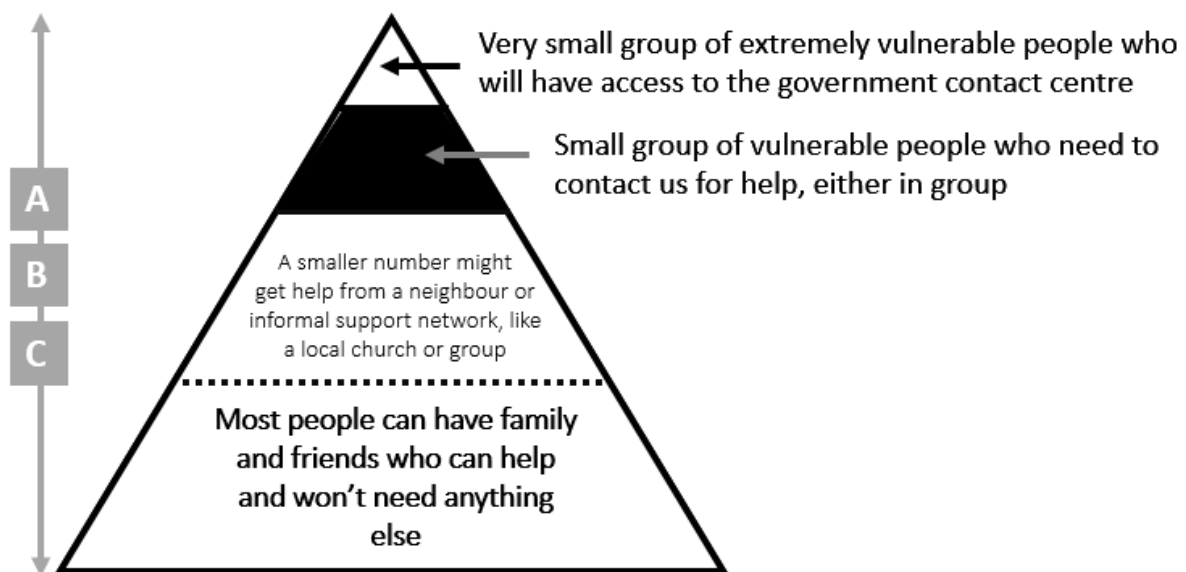 Very small group of extremely vulnerable people who
will have access to the government contact centre
Small group of vulnerable people who need to
contact us for help, either in group
A
B
C
A smaller number might
get help from a neighbour or
informal support network, like
a local church or group
Most people can have family
and friends who can help
and won’t need anything
else